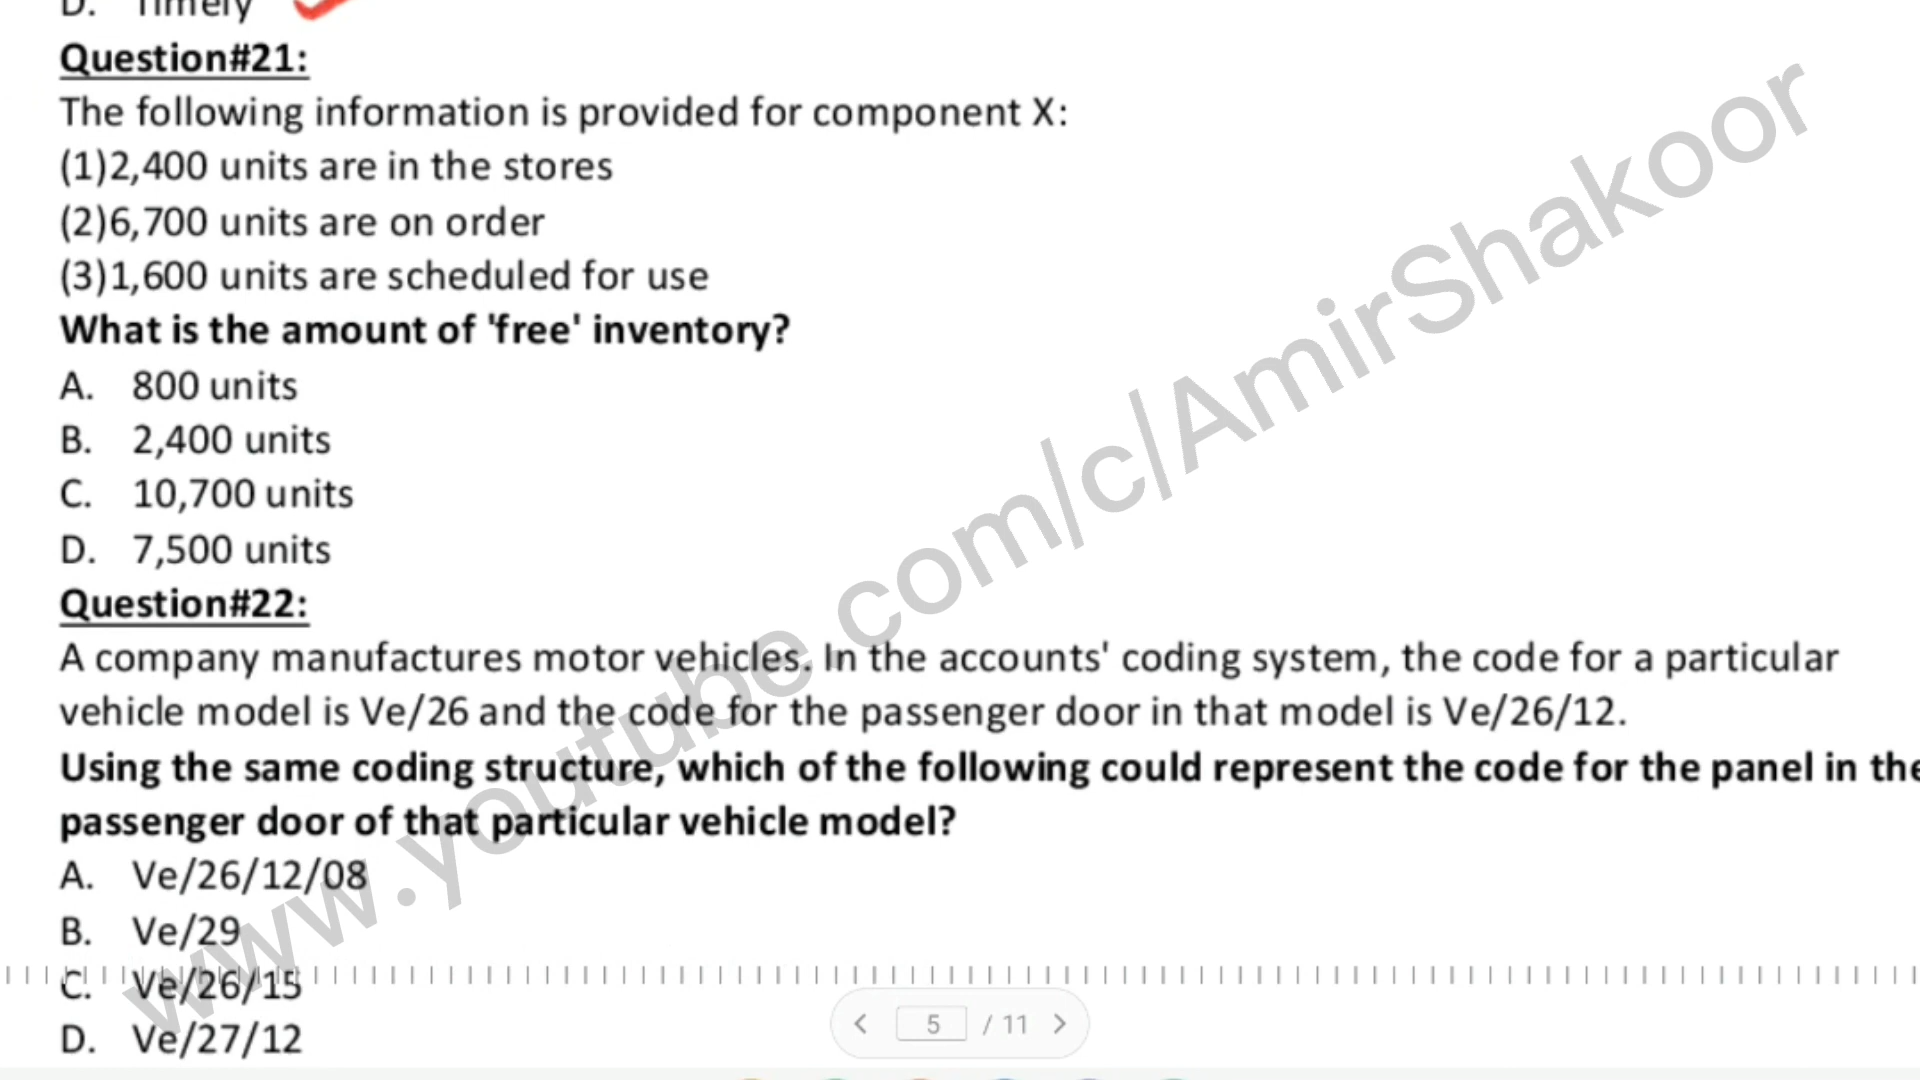 D. Timely
Question#21:
The following information is provided for component X:
(1)2,400 units are in the stores
(2)6,700 units are on order
(3)1,600 units are scheduled for use
What is the amount of 'free' inventory?
A. 800 units
B. 2,400 units
C. 10,700 units
D. 7,500 units
Question#22:
A company manufactures motor vehicles. In the accounts' coding system, the code for a particular
vehicle model is Ve/26 and the code for the passenger door in that model is Ve/26/12.
Using the same coding structure, which of the following could represent the code for the panel in the
passenger door of that particular vehicle model?
A. Ve/26/12/08
B. Ve/29
C. Ve/26/15
D. Ve/27/12
www.youtube.com/c/AmirShakoor
5 / 11